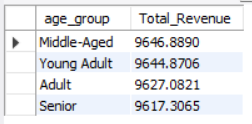 age_group Total_Revenue
Middle-Aged 9646.8890
Young Adult 9644.8706
Adult 9627.0821
Senior 9617.3065